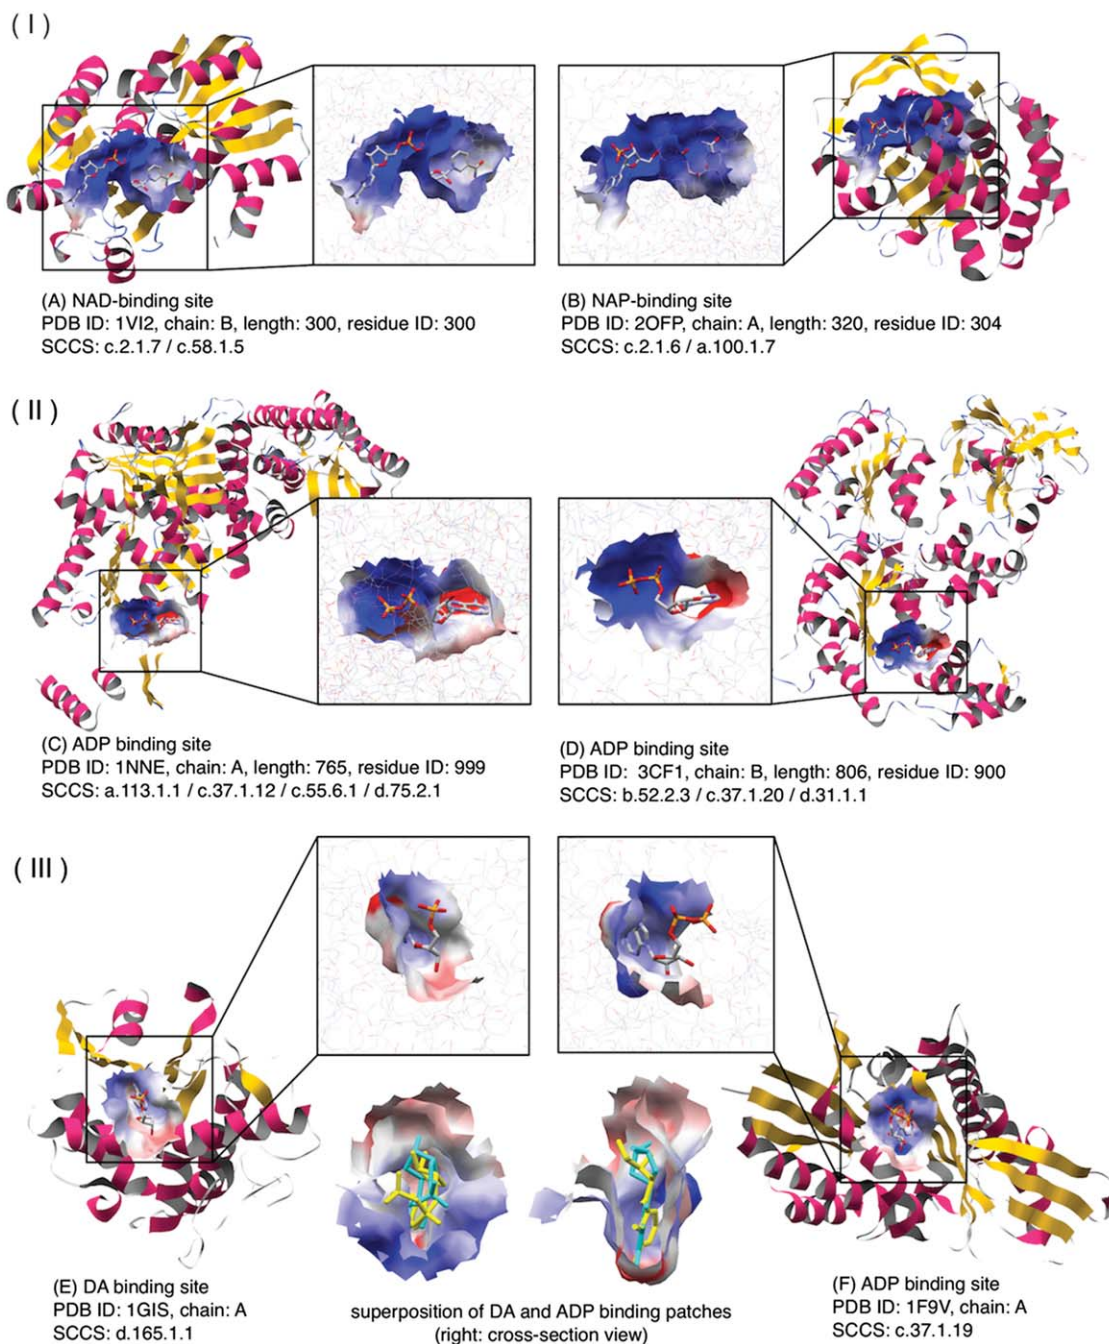 ( I )
(A) NAD-binding site
PDB ID: 1VI2, chain: B, length: 300, residue ID: 300
SCCS: c.2.1.7 / c.58.1.5
(B) NAP-binding site
PDB ID: 2OFP, chain: A, length: 320, residue ID: 304
SCCS: c.2.1.6 / a.100.1.7
( II )
(C) ADP binding site
PDB ID: 1NNE, chain: A, length: 765, residue ID: 999
SCCS: a.113.1.1 / c.37.1.12 / c.55.6.1 / d.75.2.1
(D) ADP binding site
PDB ID: 3CF1, chain: B, length: 806, residue ID: 900
SCCS: b.52.2.3 / c.37.1.20 / d.31.1.1
( III )
(E) DA binding site
PDB ID: 1GIS, chain: A
SCCS: d.165.1.1
superposition of DA and ADP binding patches
(right: cross-section view)
(F) ADP binding site
PDB ID: 1F9V, chain: A
SCCS: c.37.1.19